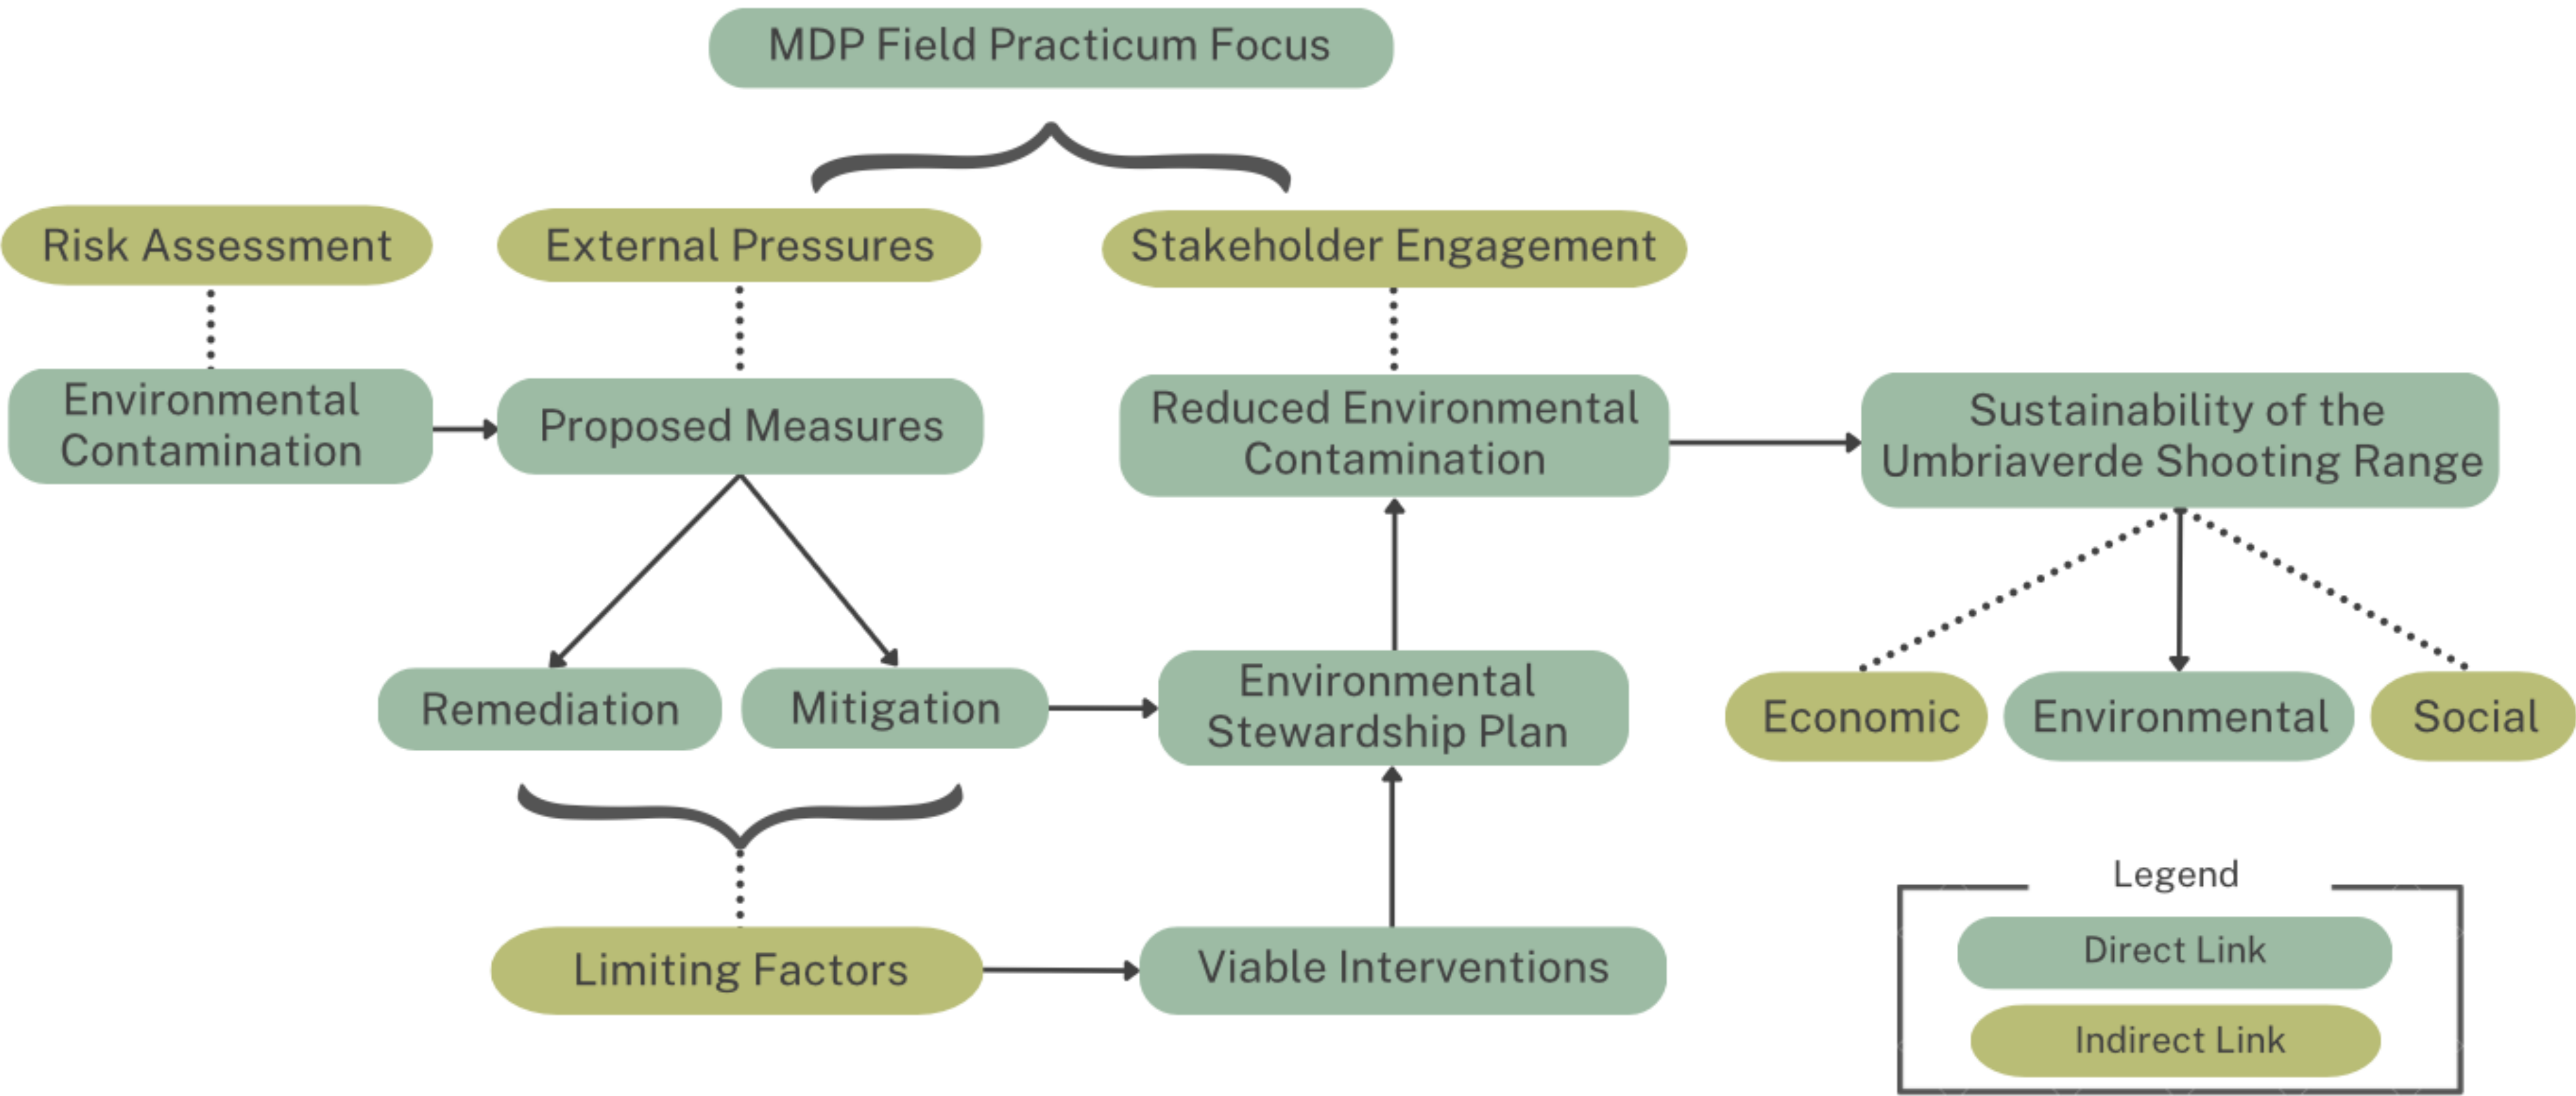 MDP Field Practicum Focus
Risk Assessment
External Pressures
Stakeholder Engagement
Environmental
Contamination
Proposed Measures
Reduced Environmental
Contamination
Sustainability of the
Umbriaverde Shooting Range
Remediation
Mitigation
Environmental
Stewardship Plan
Economic
Environmental
Social
Limiting Factors
Viable Interventions
Legend
Direct Link
Indirect Link